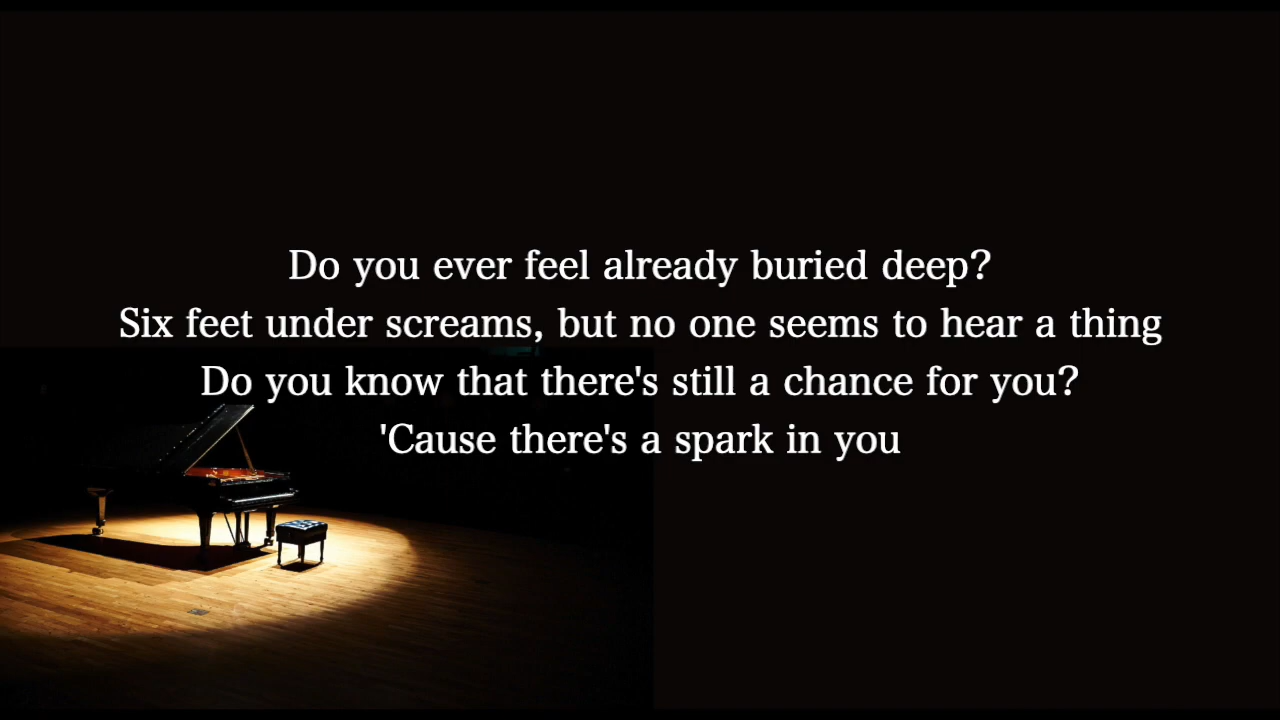 Do you ever feel already buried deep?
Six feet under screams, but no one seems to hear a thing
Do you know that there's still a chance for you?
'Cause there's a spark in you